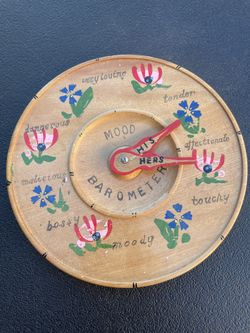 very loving
tender
affectionate
touchy
moody
bossy
malicious
dangerous
MOOD
BAROMETER
HIS
HERS